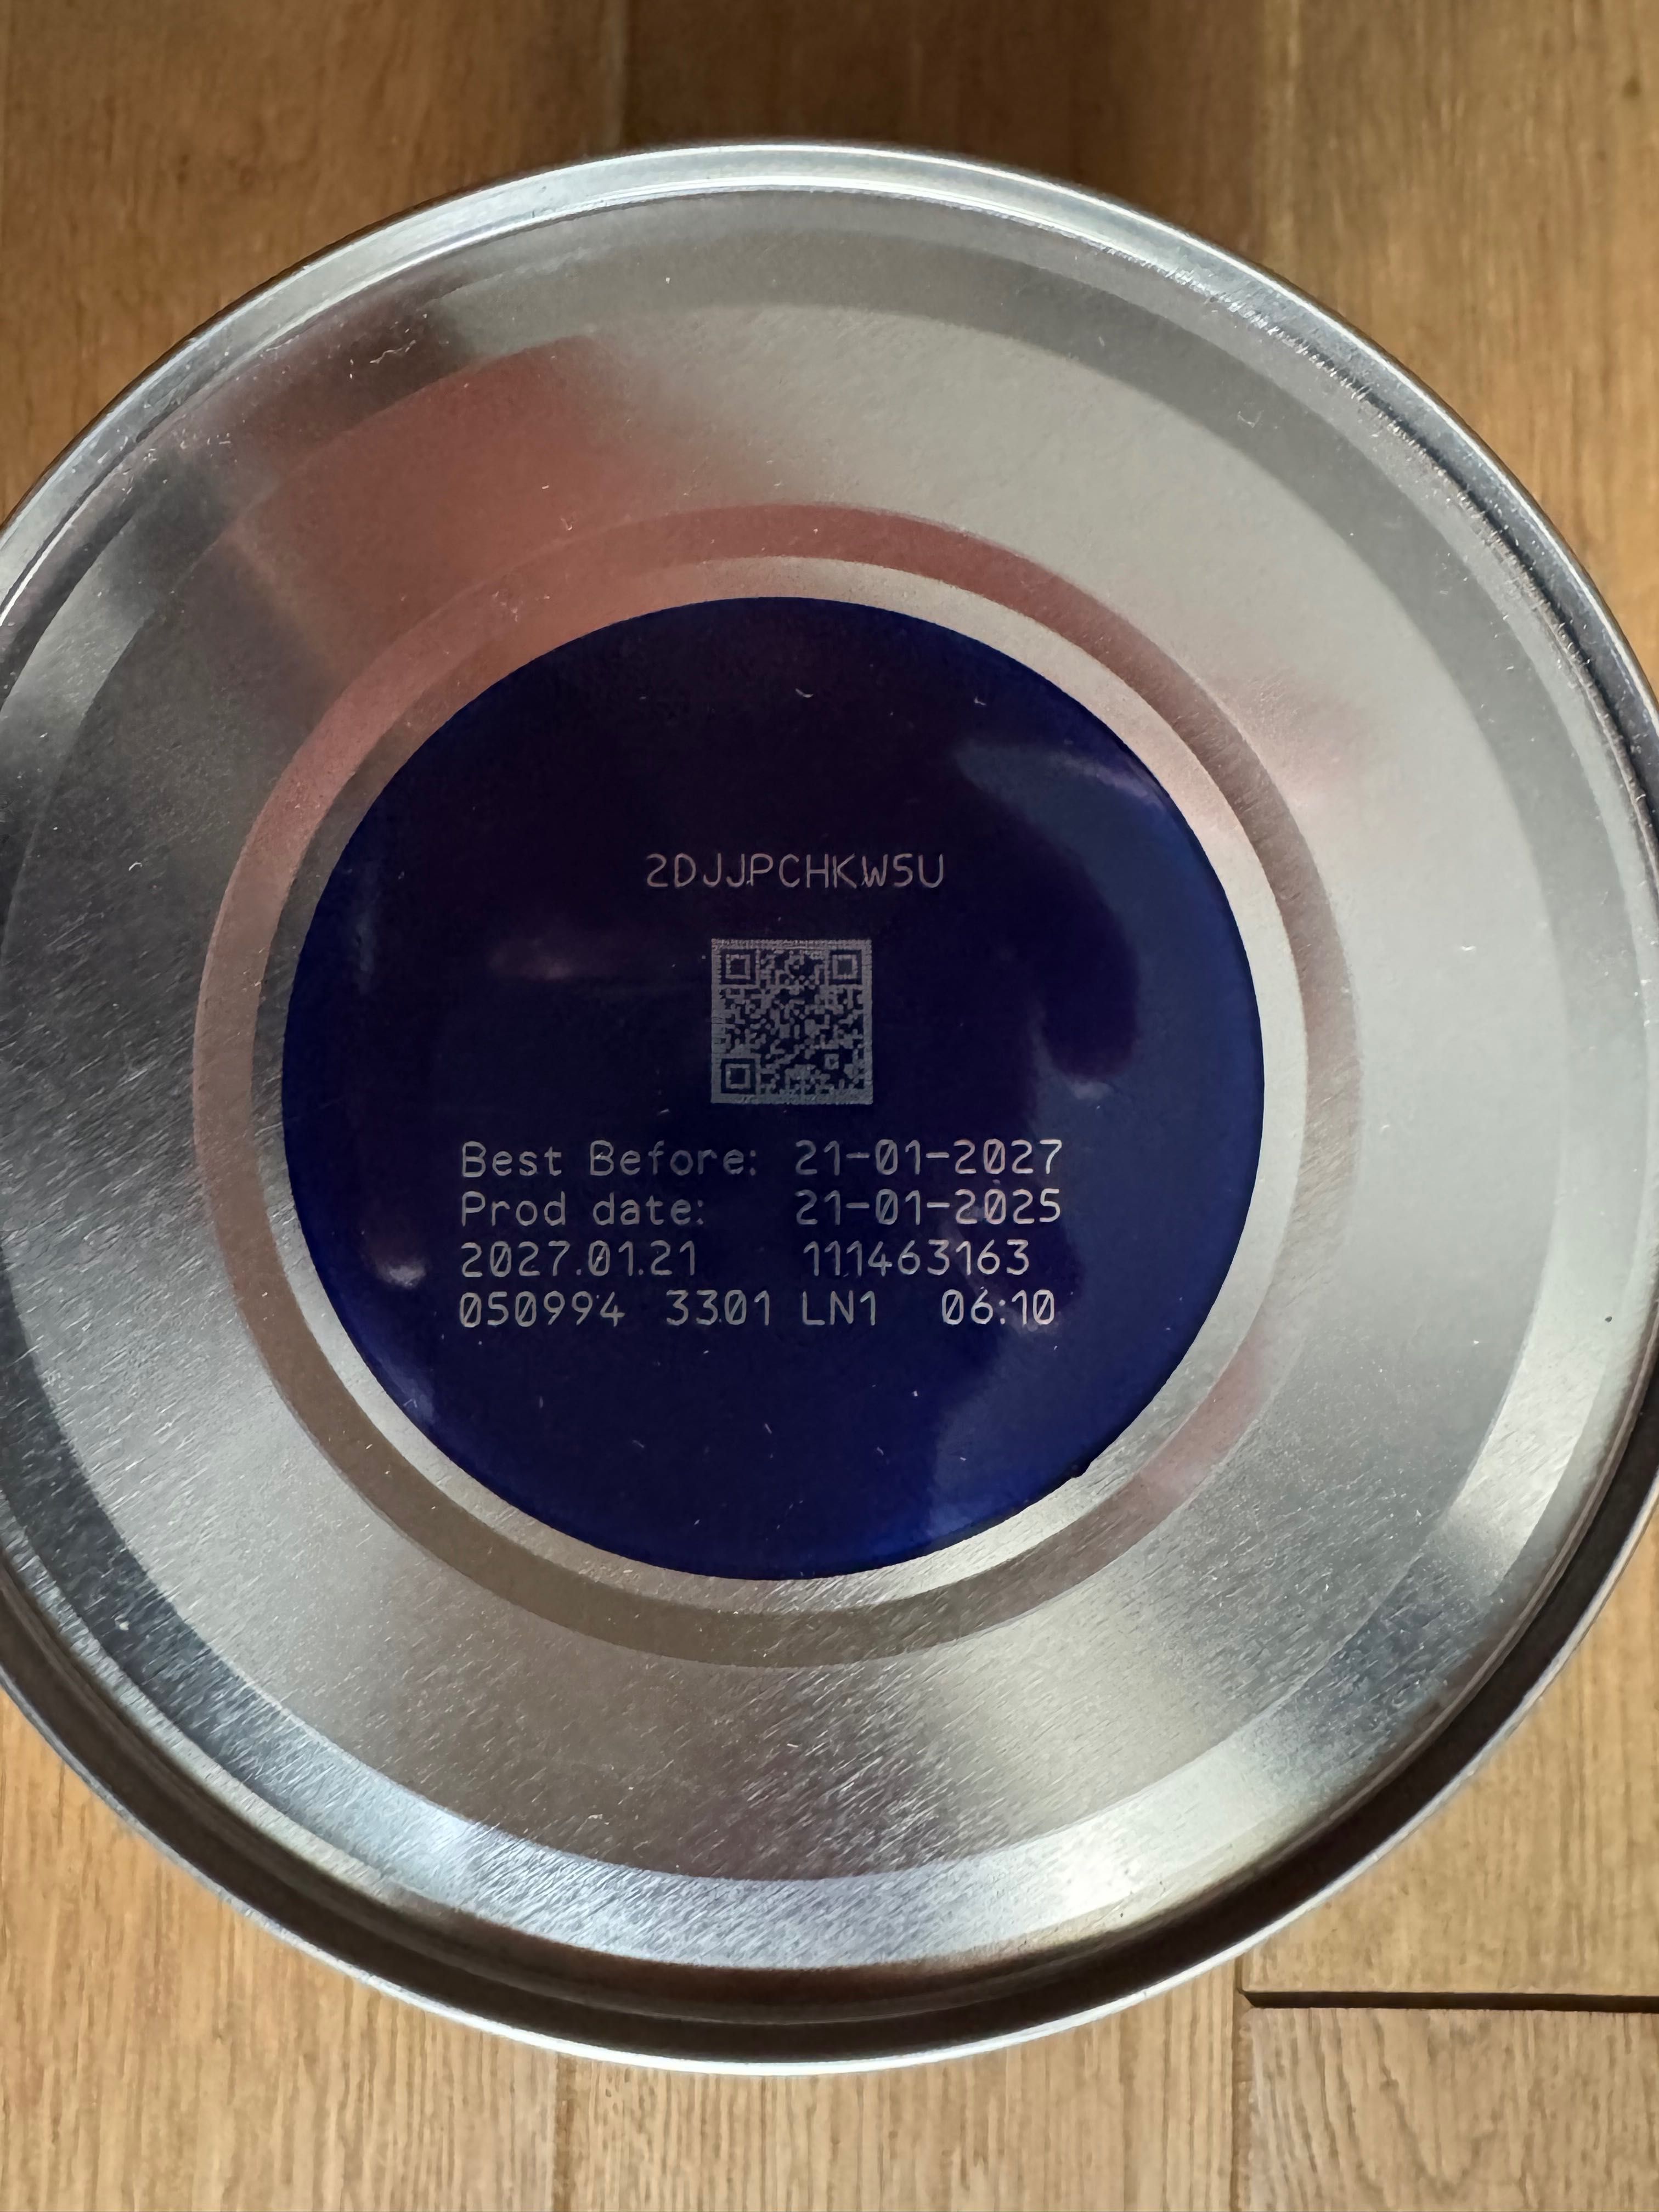 2DJJPCHKW5U
Best Before: 21-01-2027
Prod date: 21-01-2025
2027.01.21 111463163
050994 3301 LN1 06:10